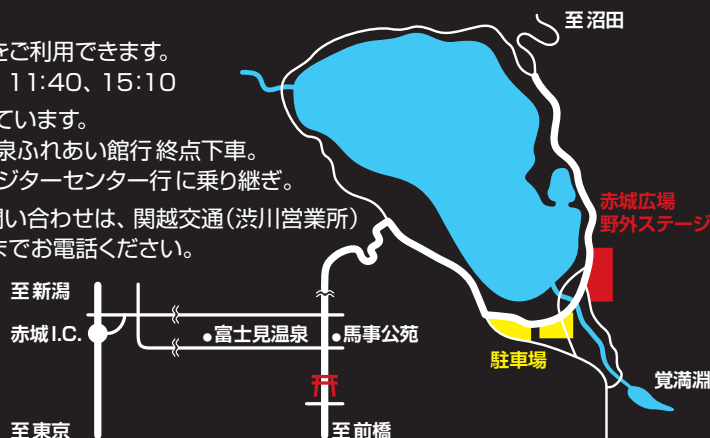 をご利用できます。
11:40、15:10
ています。
泉ふれあい館行 終点下車。
ジターセンター行に乗り継ぎ。
問い合わせは、関越交通(渋川営業所)
までお電話ください。
至沼田
赤城広場
野外ステージ
至新潟
赤城I.C.
●富士見温泉
●馬事公苑
駐車場
覚満淵
至東京
至前橋